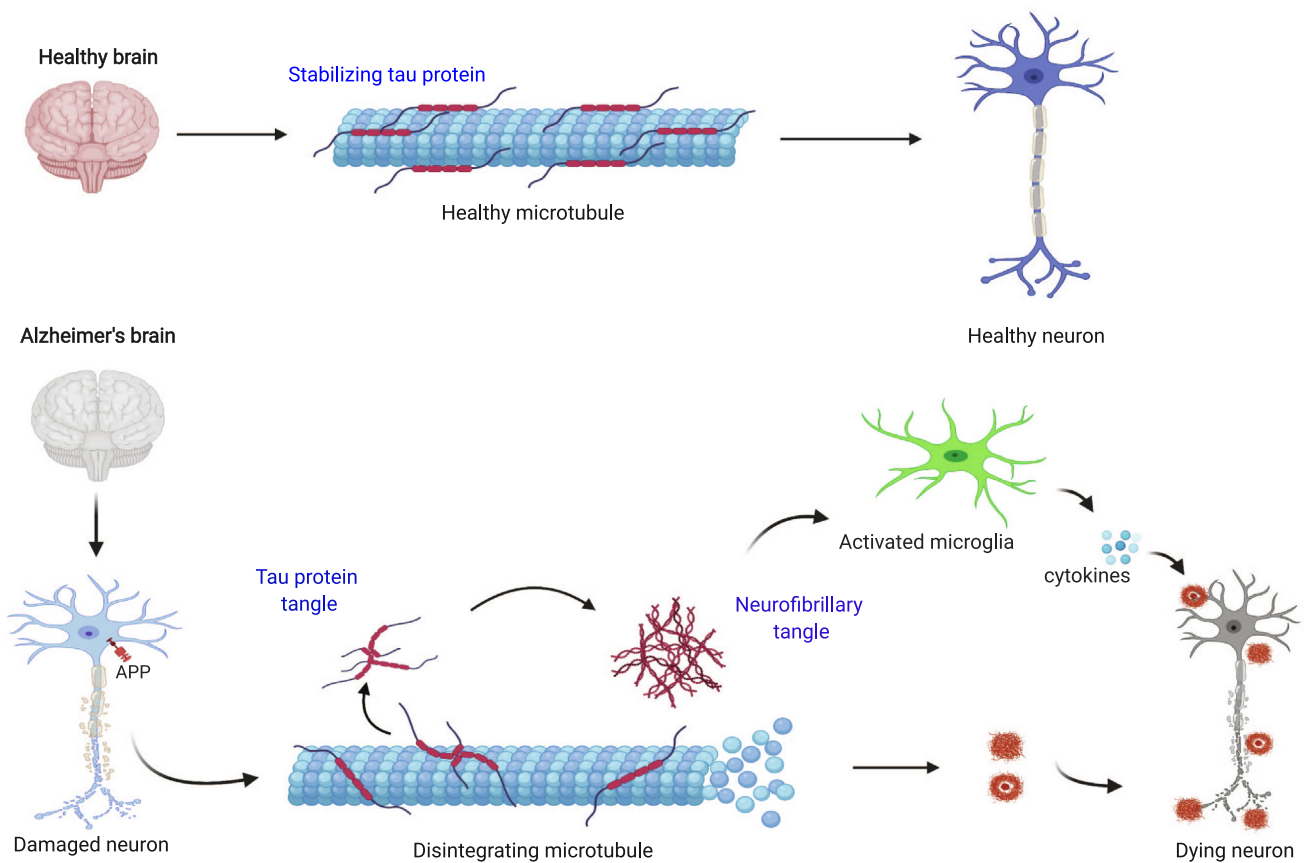 Healthy brain
Stabilizing tau protein
Healthy microtubule
Healthy neuron
Alzheimer's brain
Activated microglia
cytokines
Tau protein
tangle
Neurofibrillary
tangle
APP
Damaged neuron
Disintegrating microtubule
Dying neuron